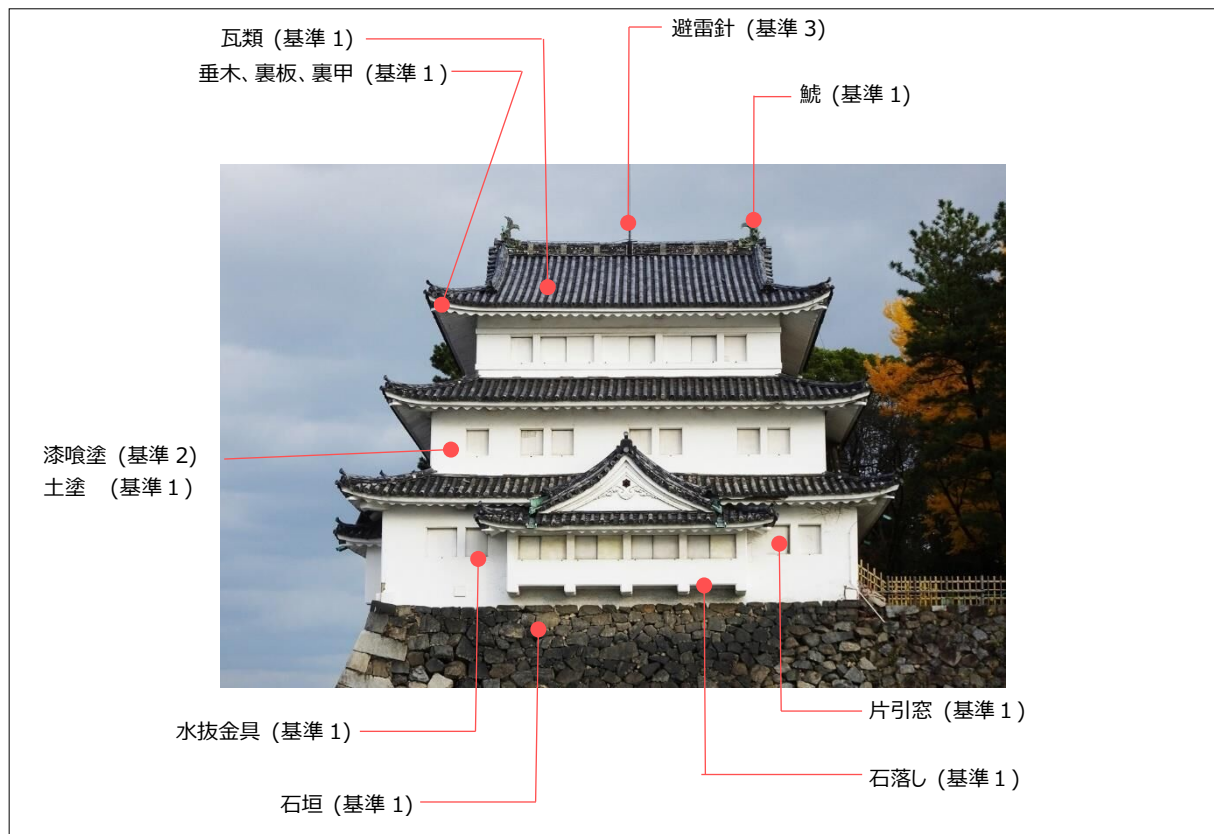 瓦類 (基準 1)
避雷針 (基準 3)
垂木、裏板、裏甲 (基準 1)
鯱 (基準 1)
漆喰塗 (基準 2)
土塗 (基準 1)
水抜金具 (基準 1)
片引窓 (基準 1)
石落し (基準 1)
石垣 (基準 1)